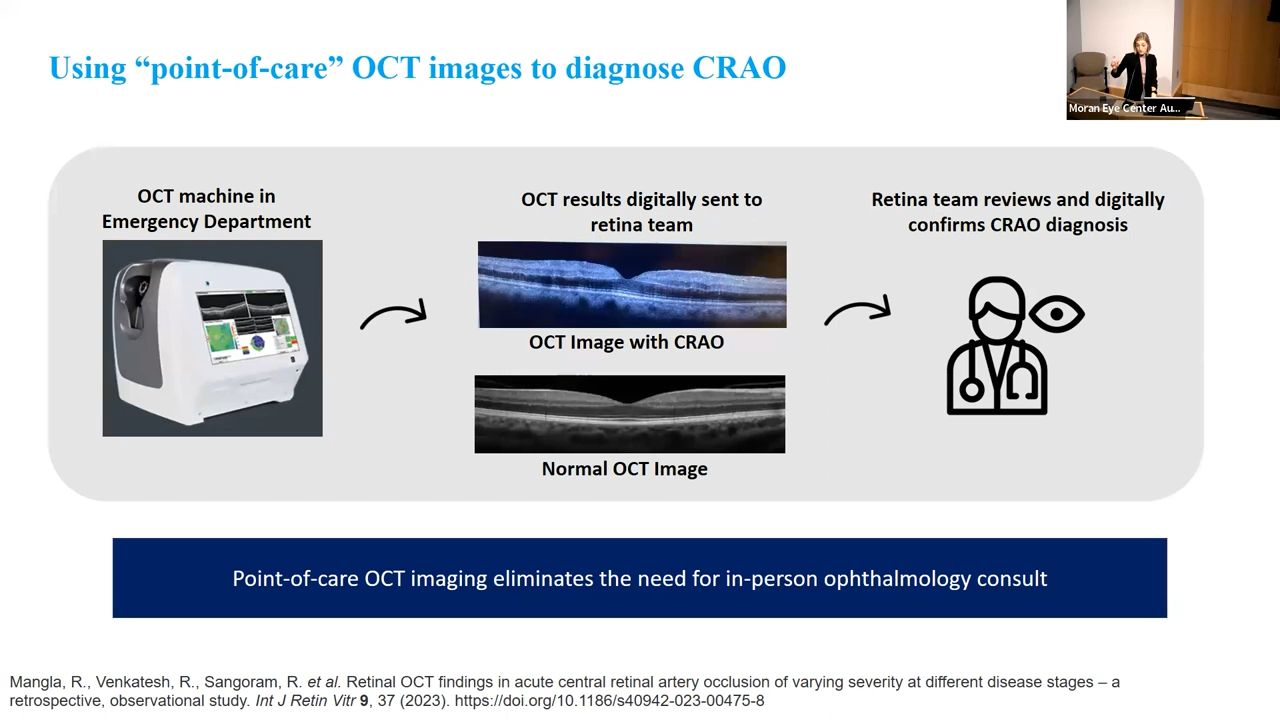 Using “point-of-care” OCT images to diagnose CRAO
Moran Eye Center Au...
OCT machine in
Emergency Department
OCT results digitally sent to
retina team
OCT Image with CRAO
Normal OCT Image
Retina team reviews and digitally
confirms CRAO diagnosis
Point-of-care OCT imaging eliminates the need for in-person ophthalmology consult
Mangla, R., Venkatesh, R., Sangoram, R. et al. Retinal OCT findings in acute central retinal artery occlusion of varying severity at different disease stages – a
retrospective, observational study. Int J Retin Vitr 9, 37 (2023). https://doi.org/10.1186/s40942-023-00475-8